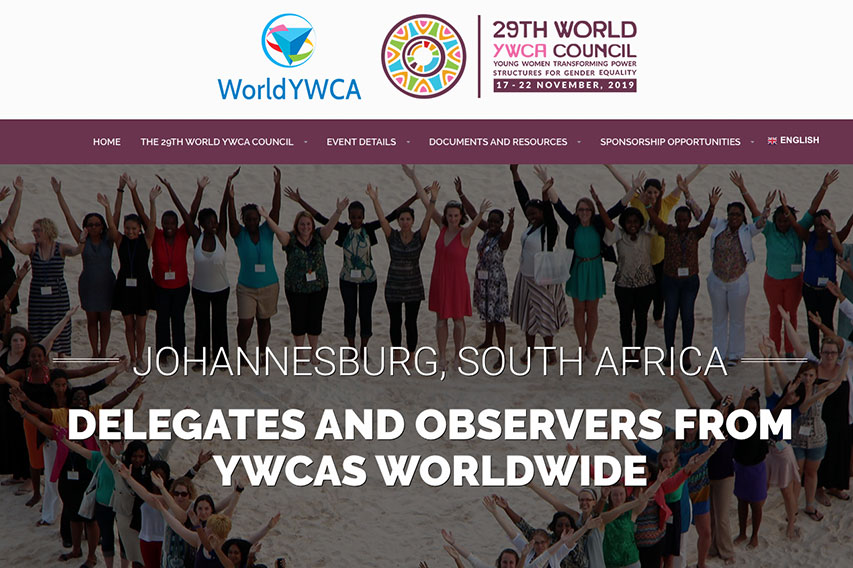 WorldYWCA
29TH WORLD
YWCA COUNCIL
YOUNG WOMEN TRANSFORMING POWER
STRUCTURES FOR GENDER EQUALITY
17 - 22 NOVEMBER, 2019
HOME THE 29TH WORLD YWCA COUNCIL EVENT DETAILS DOCUMENTS AND RESOURCES SPONSORSHIP OPPORTUNITIES ENGLISH
JOHANNESBURG, SOUTH AFRICA
DELEGATES AND OBSERVERS FROM
YWCAS WORLDWIDE